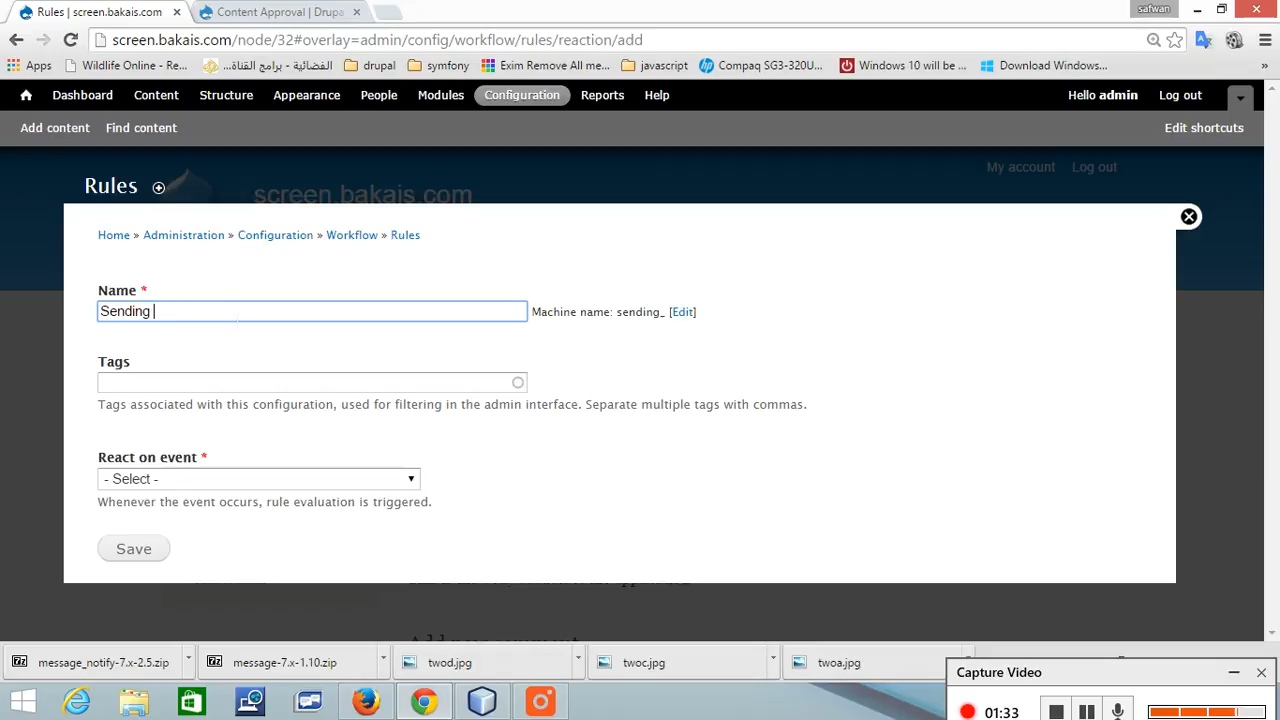 Rules | screen.bakais.com ×
Content Approval | Drupa ×
safwan
screen.bakais.com/node/32#overlay=admin/config/workflow/rules/reaction/add
Apps
Wildlife Online - Re...
الفضائية - برامج القناة...
drupal
symfony
Exim Remove All me...
javascript
Compaq SG3-320U...
Windows 10 will be ...
Download Windows...
»
Dashboard
Content
Structure
Appearance
People
Modules
Configuration
Reports
Help
Hello admin
Log out
Add content
Find content
Edit shortcuts
My account
Log out
Rules
screen.bakais.com
Home » Administration » Configuration » Workflow » Rules
Name *
Sending
Machine name: sending_ [Edit]
Tags
Tags associated with this configuration, used for filtering in the admin interface. Separate multiple tags with commas.
React on event *
- Select -
Whenever the event occurs, rule evaluation is triggered.
Save
Add new comment
message_notify-7.x-2.5.zip
message-7.x-1.10.zip
twod.jpg
twoc.jpg
twoa.jpg
Capture Video
01:33